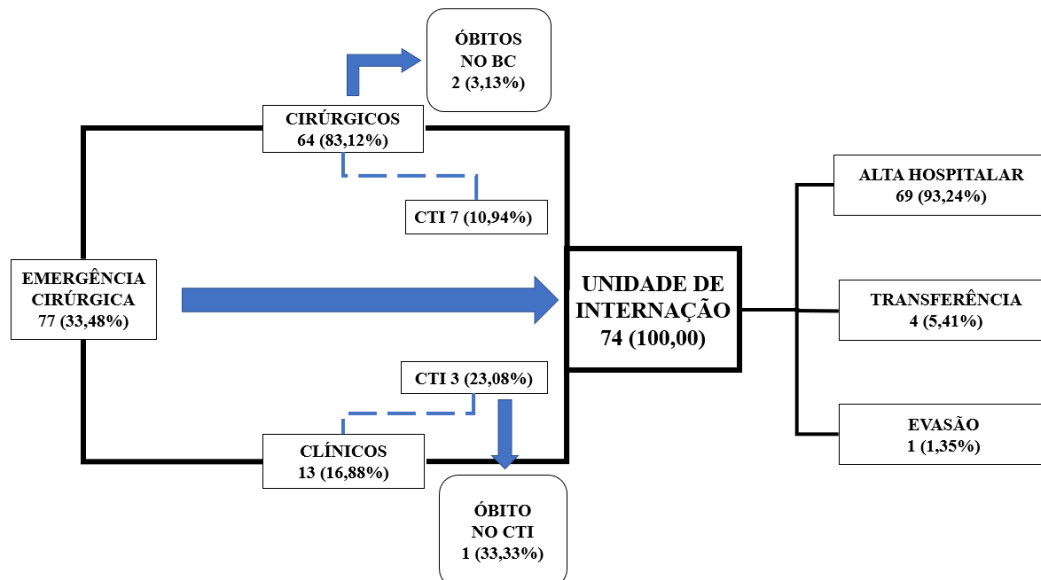 ÓBITOS
NO BC
2 (3,13%)
CIRÚRGICOS
64 (83,12%)
CTI 7 (10,94%)
EMERGÊNCIA
CIRÚRGICA
77 (33,48%)
UNIDADE DE
INTERNAÇÃO
74 (100,00)
ALTA HOSPITALAR
69 (93,24%)
TRANSFERÊNCIA
4 (5,41%)
EVASÃO
1 (1,35%)
CTI 3 (23,08%)
CLÍNICOS
13 (16,88%)
ÓBITO
NO CTI
1 (33,33%)